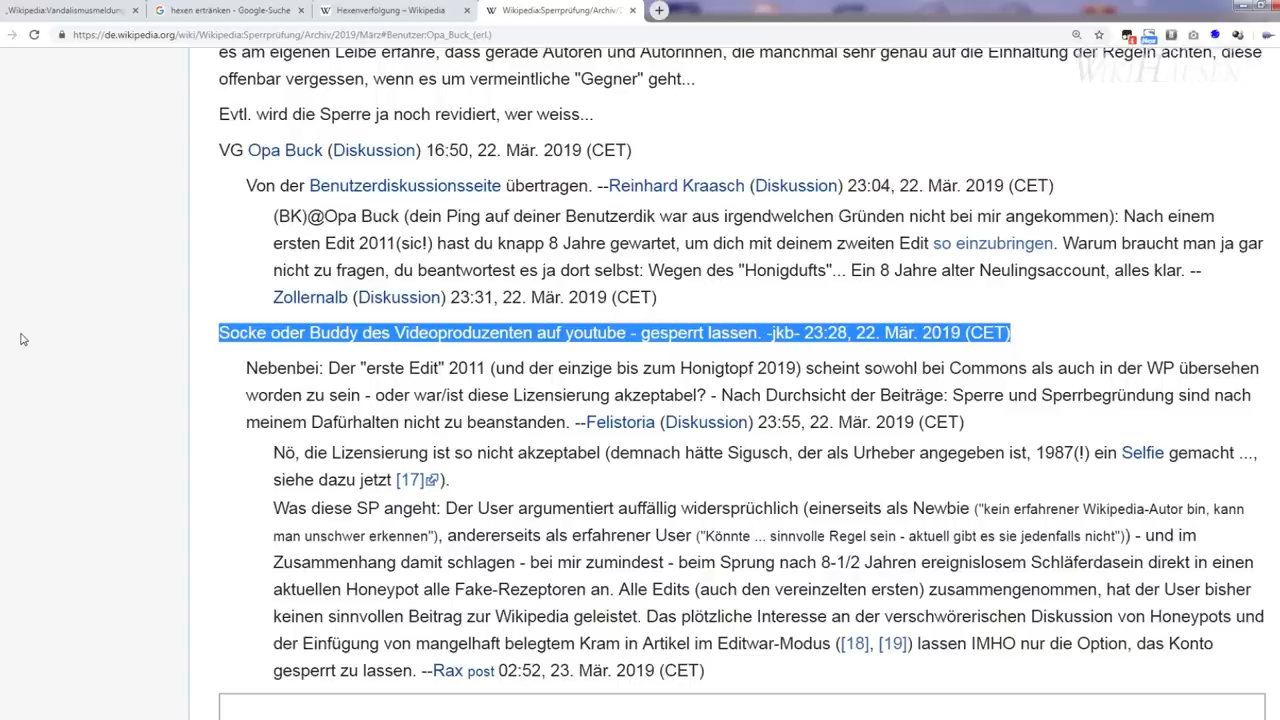 „Wikipedia:Vandalismusmeldung
hexen ertränken - Google-Suche
Hexenverfolgung – Wikipedia
Wikipedia:Sperrprüfung/Archiv/2
https://de.wikipedia.org/wiki/Wikipedia:Sperrprüfung/Archiv/2019/März#Benutzer:Opa_Buck_(erl.)
es am eigenen Leibe erfahre, dass gerade Autoren und Autorinnen, die manchmal sehr genau auf die Einhaltung der Regeln achten, diese
WIKIHAUSEN
offenbar vergessen, wenn es um vermeintliche "Gegner" geht...
Evtl. wird die Sperre ja noch revidiert, wer weiss...
VG Opa Buck (Diskussion) 16:50, 22. Mär. 2019 (CET)
Von der Benutzerdiskussionsseite übertragen. --Reinhard Kraasch (Diskussion) 23:04, 22. Mär. 2019 (CET)
(BK)@Opa Buck (dein Ping auf deiner Benutzerdik war aus irgendwelchen Gründen nicht bei mir angekommen): Nach einem
ersten Edit 2011(sic!) hast du knapp 8 Jahre gewartet, um dich mit deinem zweiten Edit so einzubringen. Warum braucht man ja gar
nicht zu fragen, du beantwortest es ja dort selbst: Wegen des "Honigdufts"... Ein 8 Jahre alter Neulingsaccount, alles klar. --
Zollernalb (Diskussion) 23:31, 22. Mär. 2019 (CET)
Socke oder Buddy des Videoproduzenten auf youtube - gesperrt lassen. -jkb- 23:28, 22. Mär. 2019 (CET)
Nebenbei: Der "erste Edit" 2011 (und der einzige bis zum Honigtopf 2019) scheint sowohl bei Commons als auch in der WP übersehen
worden zu sein - oder war/ist diese Lizensierung akzeptabel? - Nach Durchsicht der Beiträge: Sperre und Sperrbegründung sind nach
meinem Dafürhalten nicht zu beanstanden. --Felistoria (Diskussion) 23:55, 22. Mär. 2019 (CET)
Nö, die Lizensierung ist so nicht akzeptabel (demnach hätte Sigusch, der als Urheber angegeben ist, 1987(!) ein Selfie gemacht ...,
siehe dazu jetzt [17]).
Was diese SP angeht: Der User argumentiert auffällig widersprüchlich (einerseits als Newbie ("kein erfahrener Wikipedia-Autor bin, kann
man unschwer erkennen"), andererseits als erfahrener User ("Könnte ... sinnvolle Regel sein - aktuell gibt es sie jedenfalls nicht")) - und im
Zusammenhang damit schlagen - bei mir zumindest - beim Sprung nach 8-1/2 Jahren ereignislosem Schläferdasein direkt in einen
aktuellen Honeypot alle Fake-Rezeptoren an. Alle Edits (auch den vereinzelten ersten) zusammengenommen, hat der User bisher
keinen sinnvollen Beitrag zur Wikipedia geleistet. Das plötzliche Interesse an der verschwörerischen Diskussion von Honeypots und
der Einfügung von mangelhaft belegtem Kram in Artikel im Editwar-Modus ([18], [19]) lassen IMHO nur die Option, das Konto
gesperrt zu lassen. --Rax post 02:52, 23. Mär. 2019 (CET)